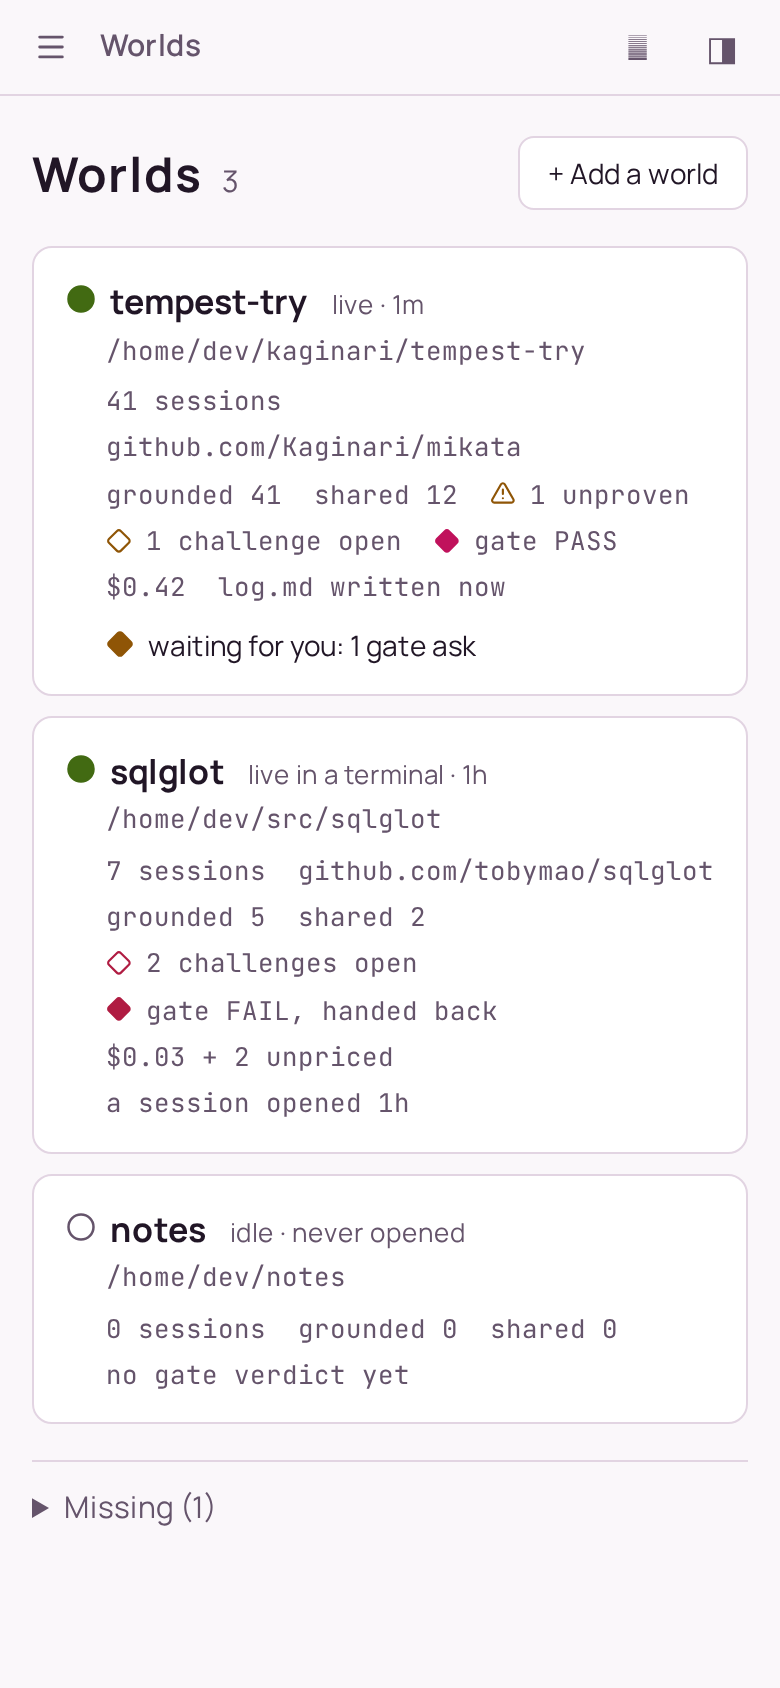 Worlds
Worlds 3
+ Add a world
tempest-try live · 1m
/home/dev/kaginari/tempest-try
41 sessions
github.com/Kaginari/mikata
grounded 41 shared 12 1 unproven
1 challenge open gate PASS
$0.42 log.md written now
waiting for you: 1 gate ask
sqlglot live in a terminal · 1h
/home/dev/src/sqlglot
7 sessions github.com/tobymao/sqlglot
grounded 5 shared 2
2 challenges open
gate FAIL, handed back
$0.03 + 2 unpriced
a session opened 1h
notes idle · never opened
/home/dev/notes
0 sessions grounded 0 shared 0
no gate verdict yet
Missing (1)